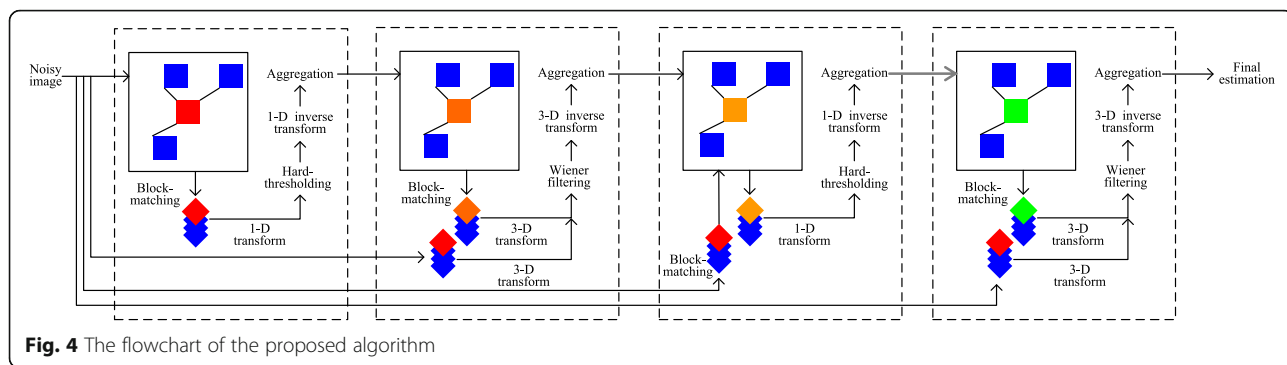 Noisy
image
Aggregation
1-D inverse
transform
Hard-
thresholding
Block-
matching
1-D
transform
Aggregation
3-D inverse
transform
Wiener
filtering
Block-
matching
3-D
transform
3-D
transform
Aggregation
1-D inverse
transform
Hard-
thresholding
1-D
transform
Block-
matching
Aggregation
3-D inverse
transform
Wiener
filtering
Block-
matching
3-D
transform
3-D
transform
Final
estimation
Fig. 4 The flowchart of the proposed algorithm